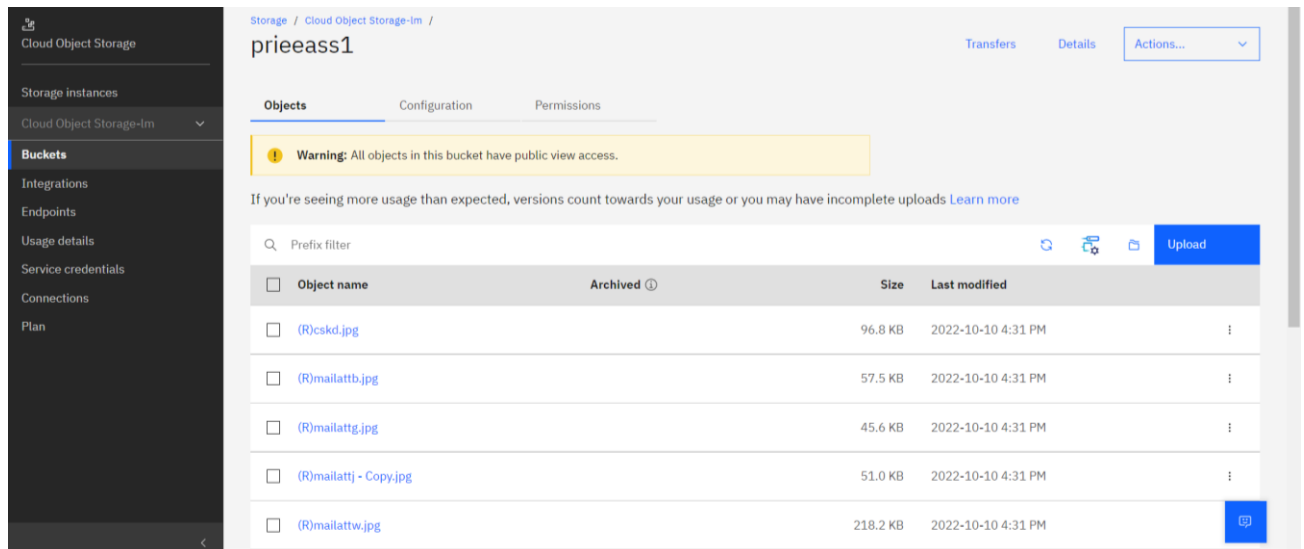 Cloud Object Storage
Storage instances
Cloud Object Storage-lm
Buckets
Integrations
Endpoints
Usage details
Service credentials
Connections
Plan
Storage / Cloud Object Storage-lm /
prieeass1
Transfers Details Actions...
Objects Configuration Permissions
Warning: All objects in this bucket have public view access.
If you're seeing more usage than expected, versions count towards your usage or you may have incomplete uploads Learn more
Prefix filter Upload
Object name Archived Size Last modified
(R)cskd.jpg 96.8 KB 2022-10-10 4:31 PM
(R)mailattb.jpg 57.5 KB 2022-10-10 4:31 PM
(R)mailattg.jpg 45.6 KB 2022-10-10 4:31 PM
(R)mailattj - Copy.jpg 51.0 KB 2022-10-10 4:31 PM
(R)mailattw.jpg 218.2 KB 2022-10-10 4:31 PM